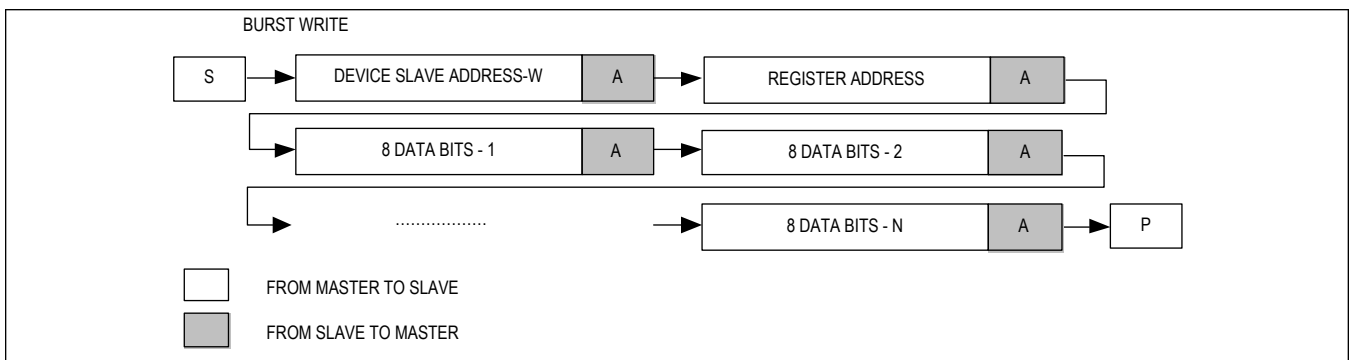 BURST WRITE
S DEVICE SLAVE ADDRESS-W A REGISTER ADDRESS A
8 DATA BITS - 1 A 8 DATA BITS - 2 A
.................. 8 DATA BITS - N A P
FROM MASTER TO SLAVE
FROM SLAVE TO MASTER